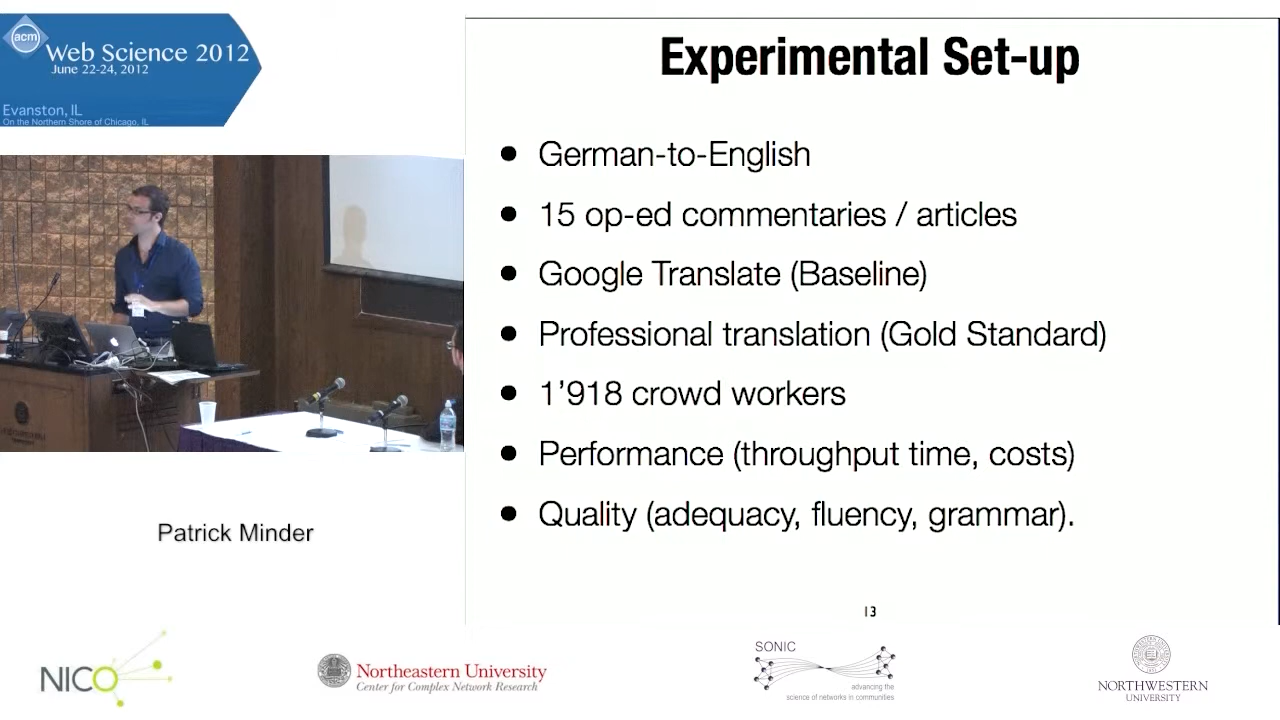 acm
Web Science 2012
June 22-24, 2012
Evanston, IL
On the Northern Shore of Chicago, IL
Experimental Set-up
• German-to-English
• 15 op-ed commentaries / articles
• Google Translate (Baseline)
• Professional translation (Gold Standard)
• 1’918 crowd workers
• Performance (throughput time, costs)
• Quality (adequacy, fluency, grammar).
13
Patrick Minder
NICO
Northeastern University
Center for Complex Network Research
SONIC
advancing the
science of networks in communities
NORTHWESTERN
UNIVERSITY